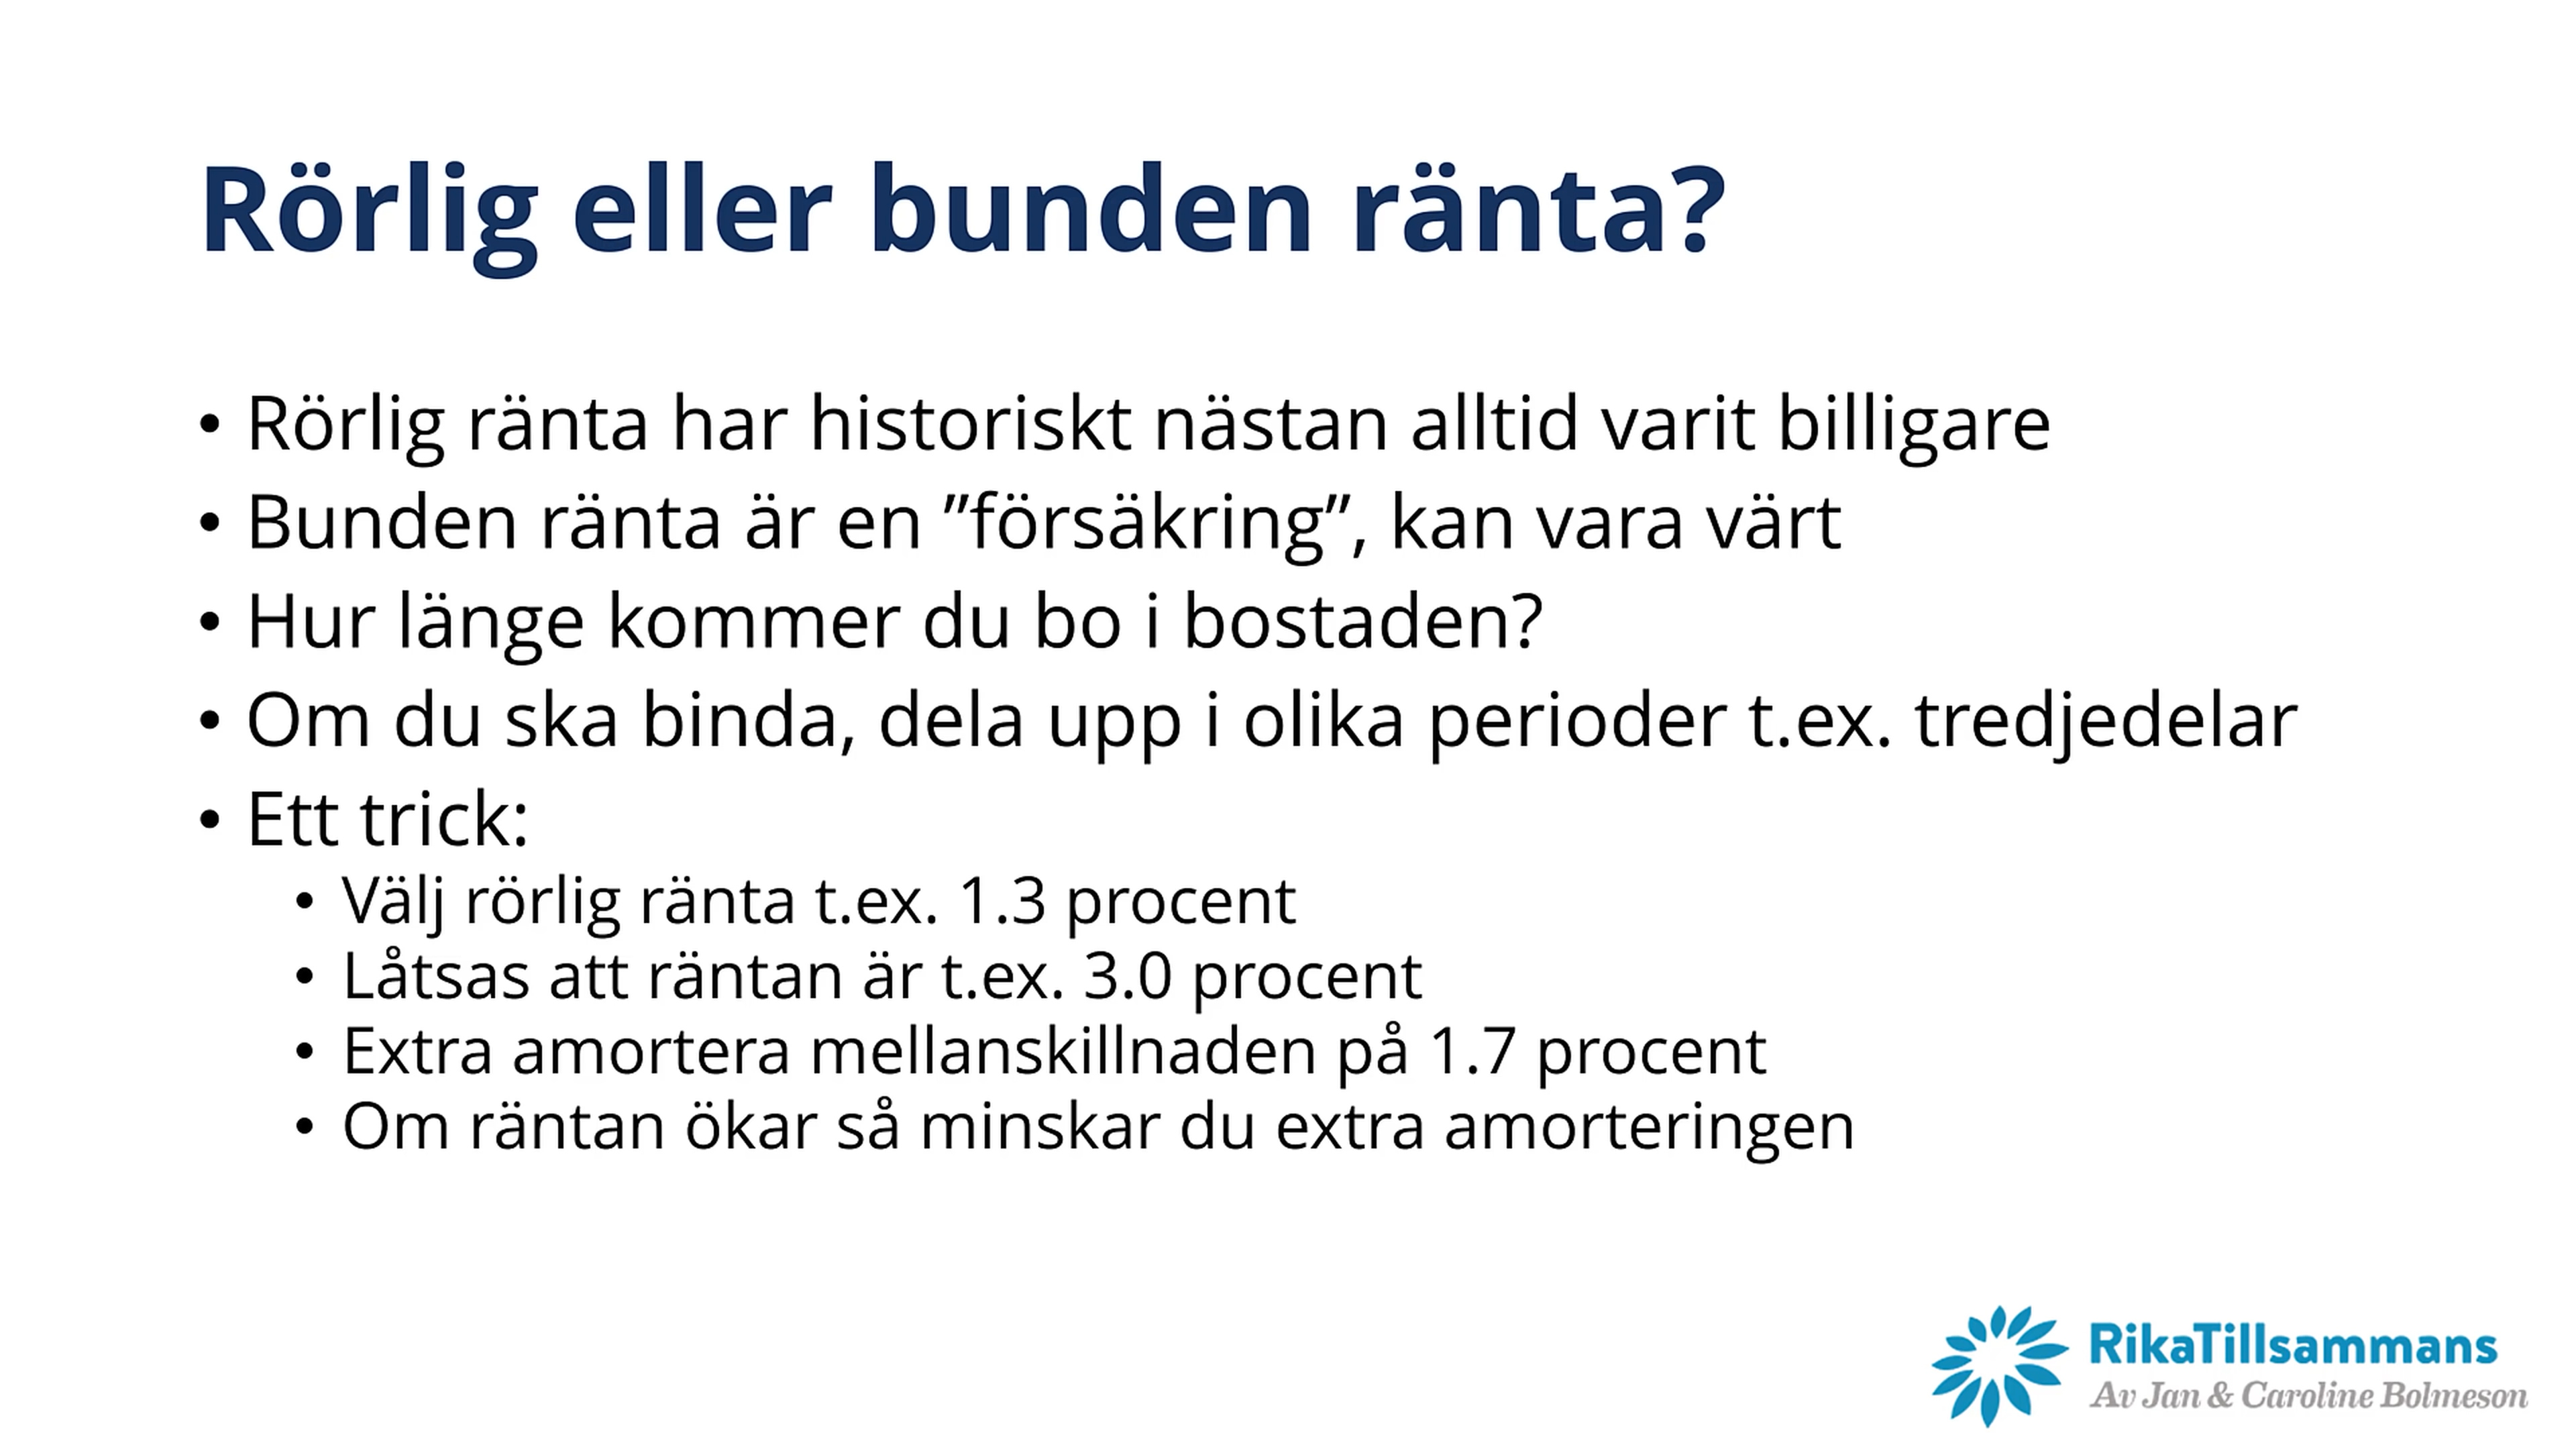 Rörlig eller bunden ränta?
• Rörlig ränta har historiskt nästan alltid varit billigare
• Bunden ränta är en ”försäkring”, kan vara värt
• Hur länge kommer du bo i bostaden?
• Om du ska binda, dela upp i olika perioder t.ex. tredjedelar
• Ett trick:
• Välj rörlig ränta t.ex. 1.3 procent
• Låtsas att räntan är t.ex. 3.0 procent
• Extra amortera mellanskillnaden på 1.7 procent
• Om räntan ökar så minskar du extra amorteringen
RikaTillsammans
Av Jan & Caroline Bolmeson